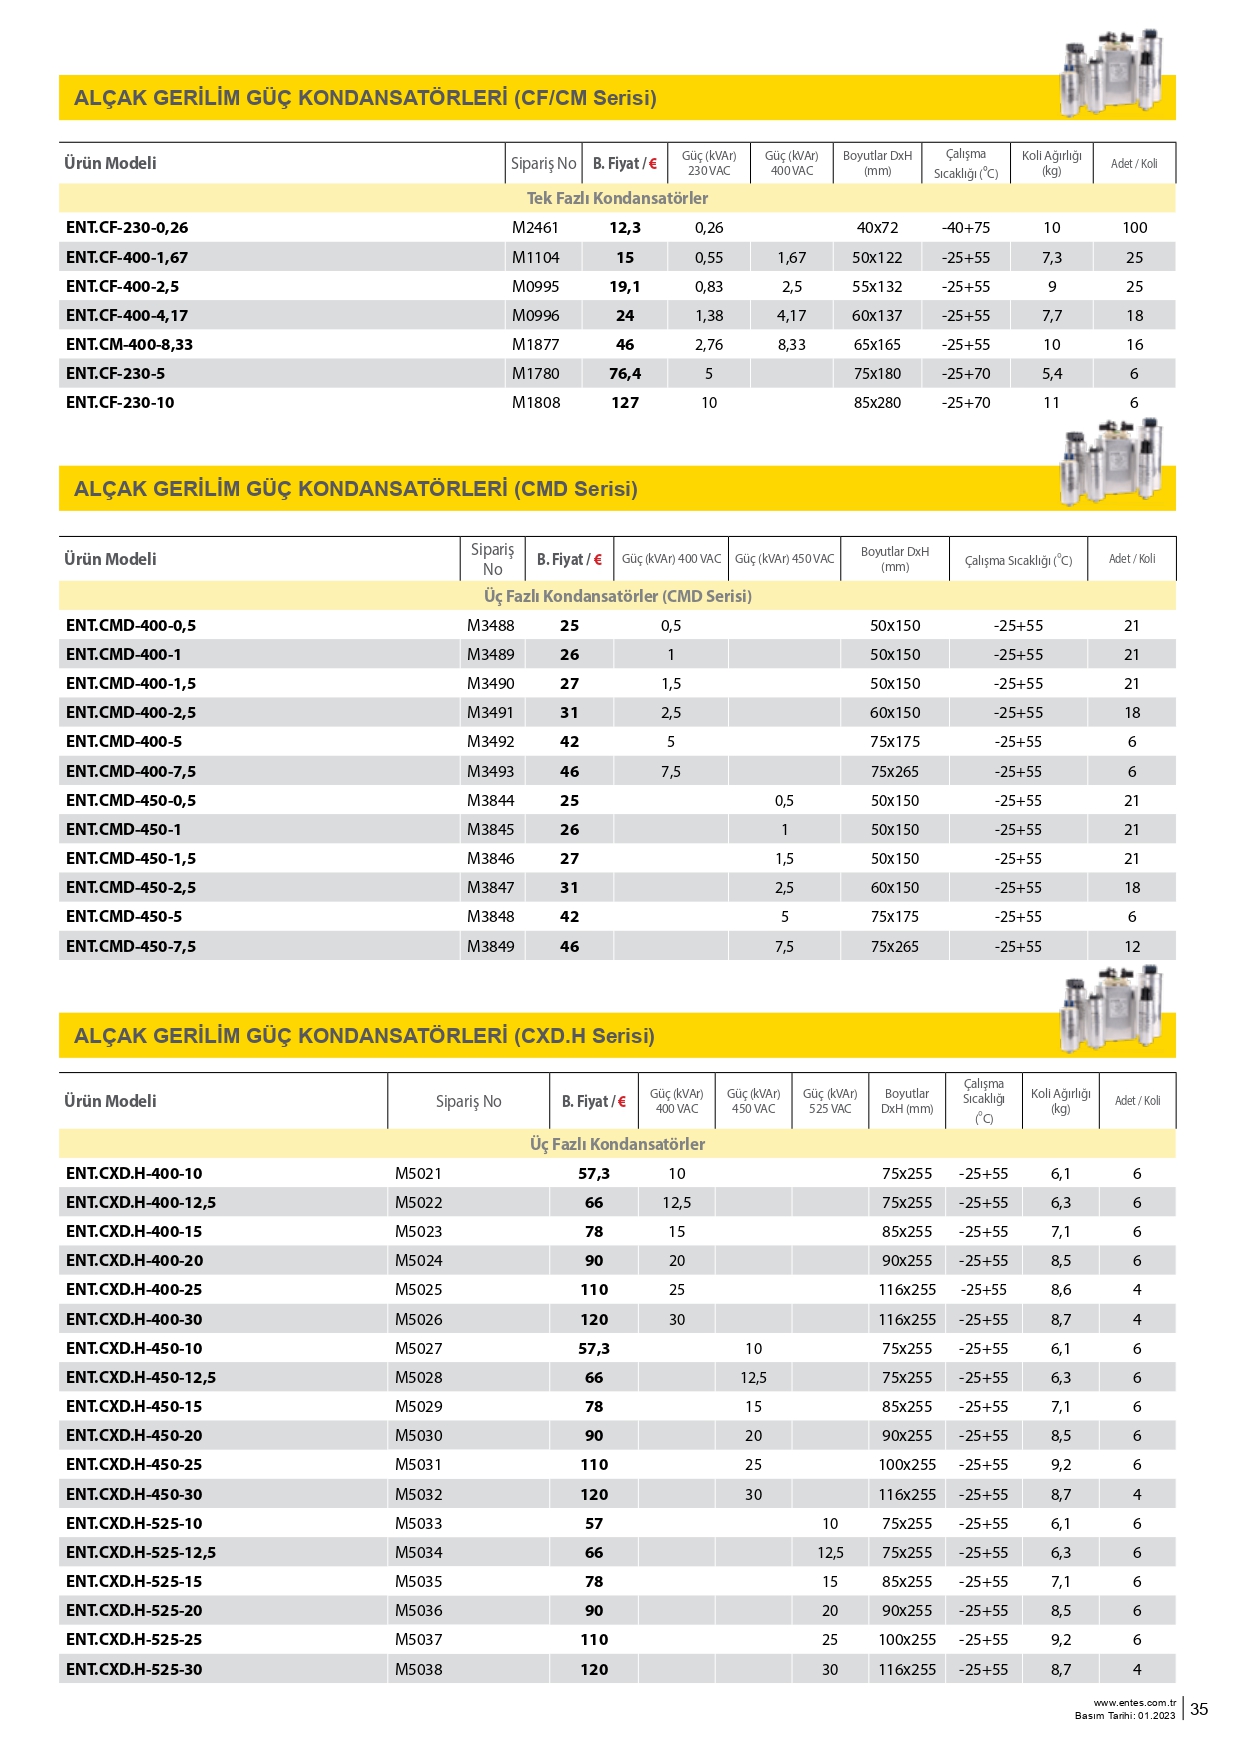 ALÇAK GERİLİM GÜÇ KONDANSATÖRLERİ (CF/CM Serisi)
Ürün Modeli Sipariş No B. Fiyat / € Güç (kVAr) 230 VAC Güç (kVAr) 400 VAC Boyutlar DxH (mm) Çalışma Sıcaklığı (°C) Koli Ağırlığı (kg) Adet / Koli
Tek Fazlı Kondansatörler
ENT.CF-230-0,26 M2461 12,3 0,26 40x72 -40+75 10 100
ENT.CF-400-1,67 M1104 15 0,55 1,67 50x122 -25+55 7,3 25
ENT.CF-400-2,5 M0995 19,1 0,83 2,5 55x132 -25+55 9 25
ENT.CF-400-4,17 M0996 24 1,38 4,17 60x137 -25+55 7,7 18
ENT.CM-400-8,33 M1877 46 2,76 8,33 65x165 -25+55 10 16
ENT.CF-230-5 M1780 76,4 5 75x180 -25+70 5,4 6
ENT.CF-230-10 M1808 127 10 85x280 -25+70 11 6
ALÇAK GERİLİM GÜÇ KONDANSATÖRLERİ (CMD Serisi)
Ürün Modeli Sipariş No B. Fiyat / € Güç (kVAr) 400 VAC Güç (kVAr) 450 VAC Boyutlar DxH (mm) Çalışma Sıcaklığı (°C) Adet / Koli
Üç Fazlı Kondansatörler (CMD Serisi)
ENT.CMD-400-0,5 M3488 25 0,5 50x150 -25+55 21
ENT.CMD-400-1 M3489 26 1 50x150 -25+55 21
ENT.CMD-400-1,5 M3490 27 1,5 50x150 -25+55 21
ENT.CMD-400-2,5 M3491 31 2,5 60x150 -25+55 18
ENT.CMD-400-5 M3492 42 5 75x175 -25+55 6
ENT.CMD-400-7,5 M3493 46 7,5 75x265 -25+55 6
ENT.CMD-450-0,5 M3844 25 0,5 50x150 -25+55 21
ENT.CMD-450-1 M3845 26 1 50x150 -25+55 21
ENT.CMD-450-1,5 M3846 27 1,5 50x150 -25+55 21
ENT.CMD-450-2,5 M3847 31 2,5 60x150 -25+55 18
ENT.CMD-450-5 M3848 42 5 75x175 -25+55 6
ENT.CMD-450-7,5 M3849 46 7,5 75x265 -25+55 12
ALÇAK GERİLİM GÜÇ KONDANSATÖRLERİ (CXD.H Serisi)
Ürün Modeli Sipariş No B. Fiyat / € Güç (kVAr) 400 VAC Güç (kVAr) 450 VAC Güç (kVAr) 525 VAC Boyutlar DxH (mm) Çalışma Sıcaklığı (°C) Koli Ağırlığı (kg) Adet / Koli
Üç Fazlı Kondansatörler
ENT.CXD.H-400-10 M5021 57,3 10 75x255 -25+55 6,1 6
ENT.CXD.H-400-12,5 M5022 66 12,5 75x255 -25+55 6,3 6
ENT.CXD.H-400-15 M5023 78 15 85x255 -25+55 7,1 6
ENT.CXD.H-400-20 M5024 90 20 90x255 -25+55 8,5 6
ENT.CXD.H-400-25 M5025 110 25 116x255 -25+55 8,6 4
ENT.CXD.H-400-30 M5026 120 30 116x255 -25+55 8,7 4
ENT.CXD.H-450-10 M5027 57,3 10 75x255 -25+55 6,1 6
ENT.CXD.H-450-12,5 M5028 66 12,5 75x255 -25+55 6,3 6
ENT.CXD.H-450-15 M5029 78 15 85x255 -25+55 7,1 6
ENT.CXD.H-450-20 M5030 90 20 90x255 -25+55 8,5 6
ENT.CXD.H-450-25 M5031 110 25 100x255 -25+55 9,2 6
ENT.CXD.H-450-30 M5032 120 30 116x255 -25+55 8,7 4
ENT.CXD.H-525-10 M5033 57 10 75x255 -25+55 6,1 6
ENT.CXD.H-525-12,5 M5034 66 12,5 75x255 -25+55 6,3 6
ENT.CXD.H-525-15 M5035 78 15 85x255 -25+55 7,1 6
ENT.CXD.H-525-20 M5036 90 20 90x255 -25+55 8,5 6
ENT.CXD.H-525-25 M5037 110 25 100x255 -25+55 9,2 6
ENT.CXD.H-525-30 M5038 120 30 116x255 -25+55 8,7 4
www.entes.com.tr
Basım Tarihi: 01.2023
35